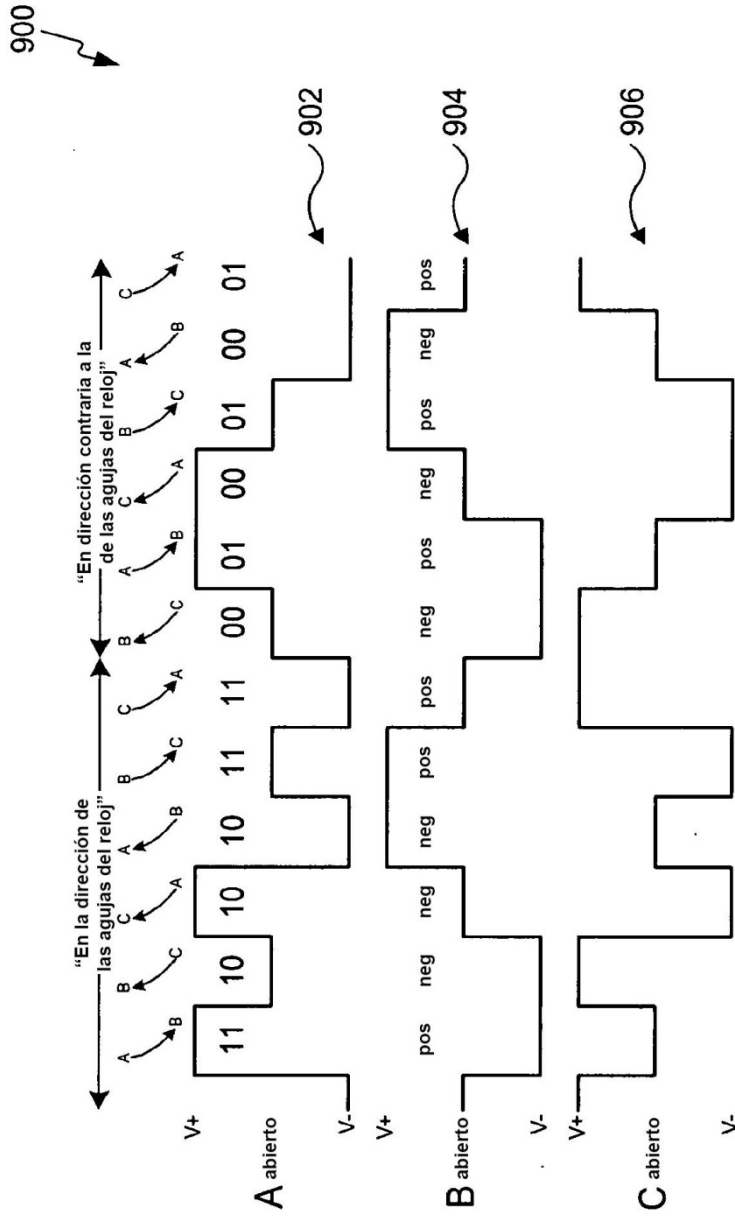 900
"En la dirección de
las agujas del reloj"
"En dirección contraria a la
de las agujas del reloj"
A B
B C
C A
A B
B C
C A
B C
A B
C A
B C
A B
C A
11 10 10 10 11 11 00 01 00 01 00 01
V+
A abierto
V-
902
V+
B abierto
V-
pos neg neg neg pos pos neg pos neg pos neg pos
904
V+
C abierto
V-
906